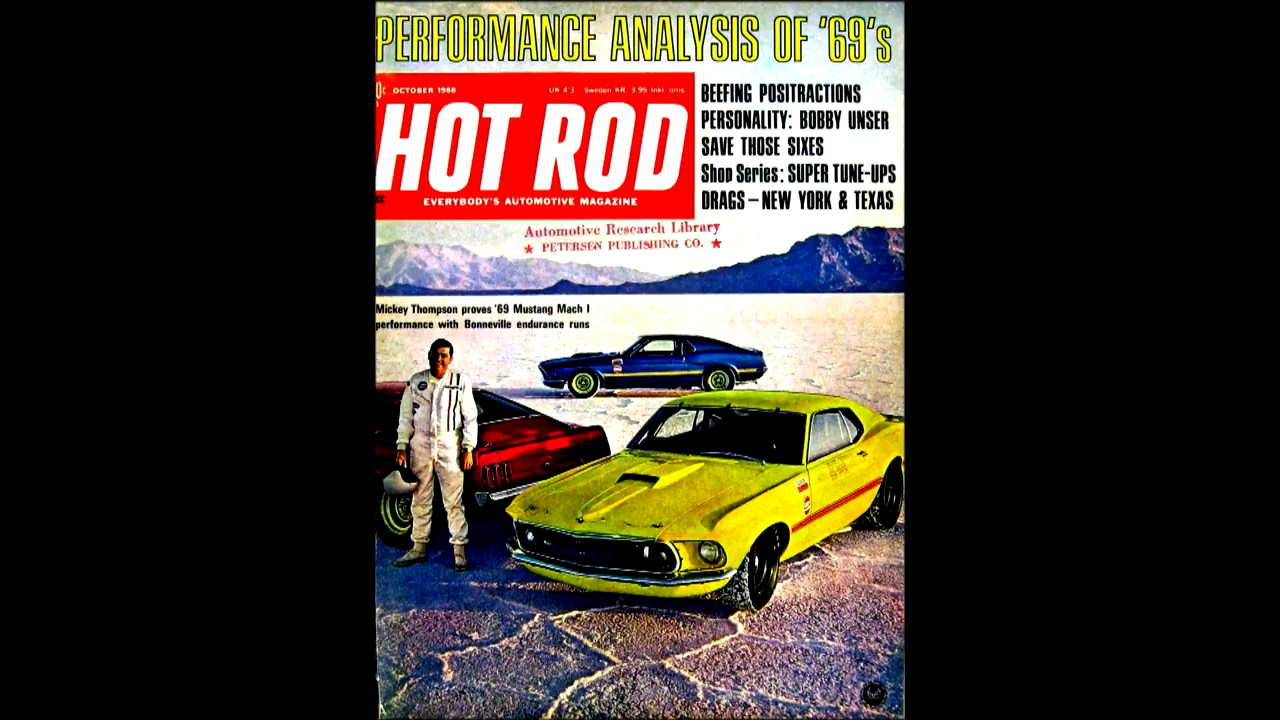 PERFORMANCE ANALYSIS OF '69's
OCTOBER 1968 UK 4'3 Sweden KR 3.95 Inkl. oms
HOT ROD
EVERYBODY'S AUTOMOTIVE MAGAZINE
BEEFING POSITRACTIONS
PERSONALITY: BOBBY UNSER
SAVE THOSE SIXES
Shop Series: SUPER TUNE-UPS
DRAGS – NEW YORK & TEXAS
Automotive Research Library
★ PETERSEN PUBLISHING CO. ★
Mickey Thompson proves '69 Mustang Mach I
performance with Bonneville endurance runs